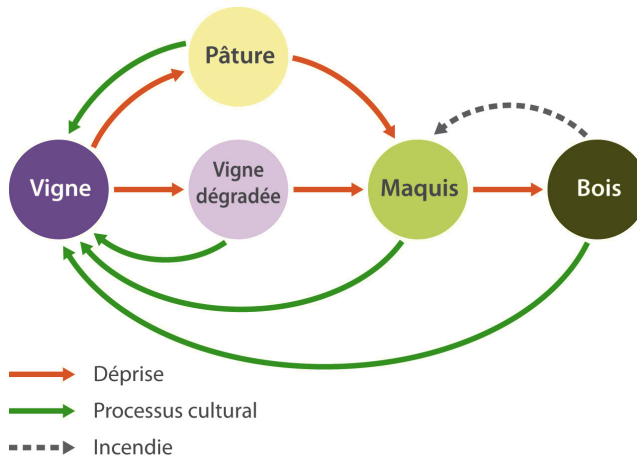 Pâture
Vigne
Vigne
dégradée
Maquis
Bois
Déprise
Processus cultural
Incendie